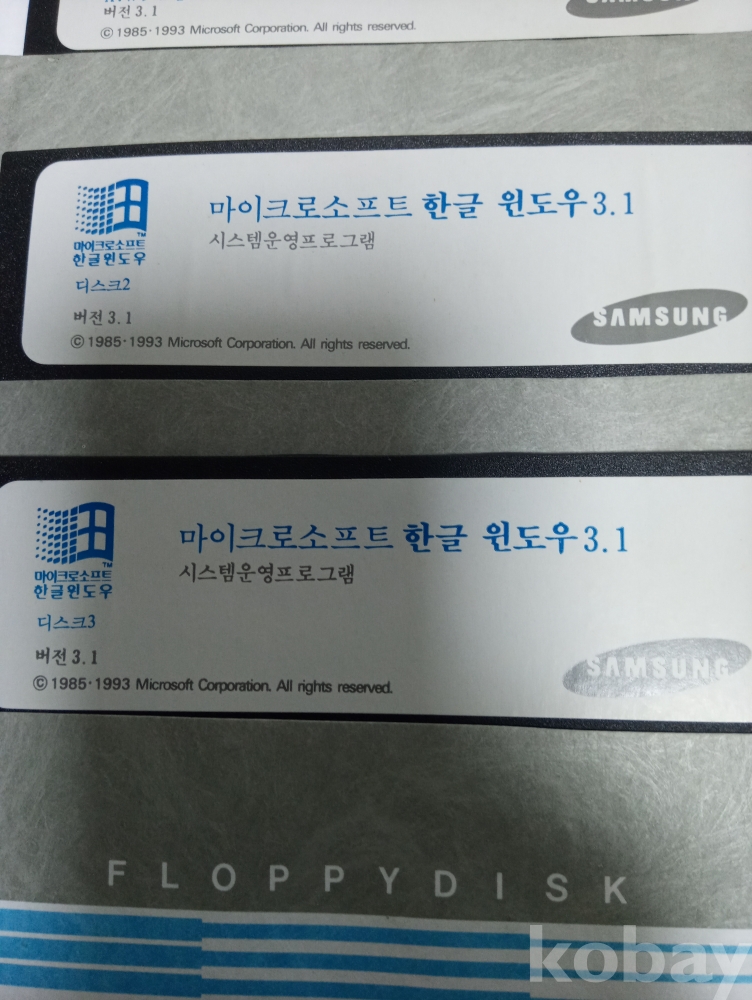 버전 3.1
© 1985·1993 Microsoft Corporation. All rights reserved.
SAMSUNG
마이크로소프트 한글 윈도우 3.1
시스템운영프로그램
TM
마이크로소프트
한글윈도우
디스크2
버전 3.1
SAMSUNG
© 1985·1993 Microsoft Corporation. All rights reserved.
마이크로소프트 한글 윈도우 3.1
시스템운영프로그램
TM
마이크로소프트
한글윈도우
디스크3
버전 3.1
SAMSUNG
© 1985·1993 Microsoft Corporation. All rights reserved.
FLOPPYDISK
kobay